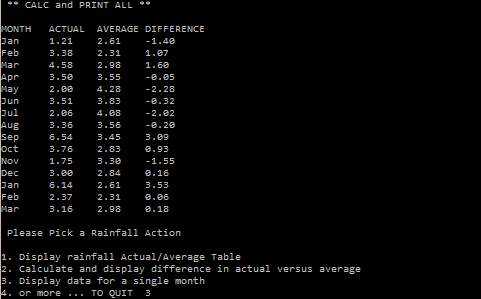 ** CALC and PRINT ALL **
MONTH ACTUAL AVERAGE DIFFERENCE
Jan 1.21 2.61 -1.40
Feb 3.38 2.31 1.07
Mar 4.58 2.98 1.60
Apr 3.50 3.55 -0.05
May 2.00 4.28 -2.28
Jun 3.51 3.83 -0.32
Jul 2.06 4.08 -2.02
Aug 3.36 3.56 -0.20
Sep 6.54 3.45 3.09
Oct 3.76 2.83 0.93
Nov 1.75 3.30 -1.55
Dec 3.00 2.84 0.16
Jan 6.14 2.61 3.53
Feb 2.37 2.31 0.06
Mar 3.16 2.98 0.18
Please Pick a Rainfall Action
1. Display rainfall Actual/Average Table
2. Calculate and display difference in actual versus average
3. Display data for a single month
4. or more ... TO QUIT 3